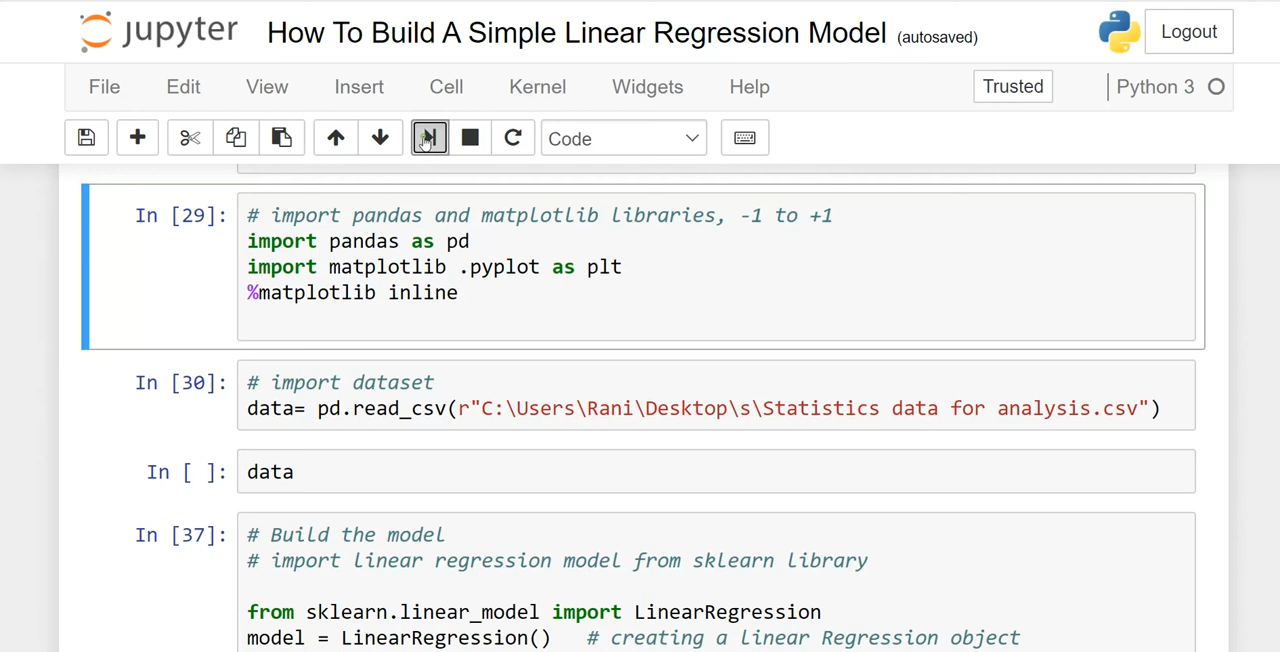 jupyter How To Build A Simple Linear Regression Model (autosaved) Logout
File Edit View Insert Cell Kernel Widgets Help Trusted Python 3
Code
In [29]: # import pandas and matplotlib libraries, -1 to +1
import pandas as pd
import matplotlib .pyplot as plt
%matplotlib inline
In [30]: # import dataset
data= pd.read_csv(r"C:\Users\Rani\Desktop\s\Statistics data for analysis.csv")
In [ ]: data
In [37]: # Build the model
# import linear regression model from sklearn library
from sklearn.linear_model import LinearRegression
model = LinearRegression() # creating a linear Regression object